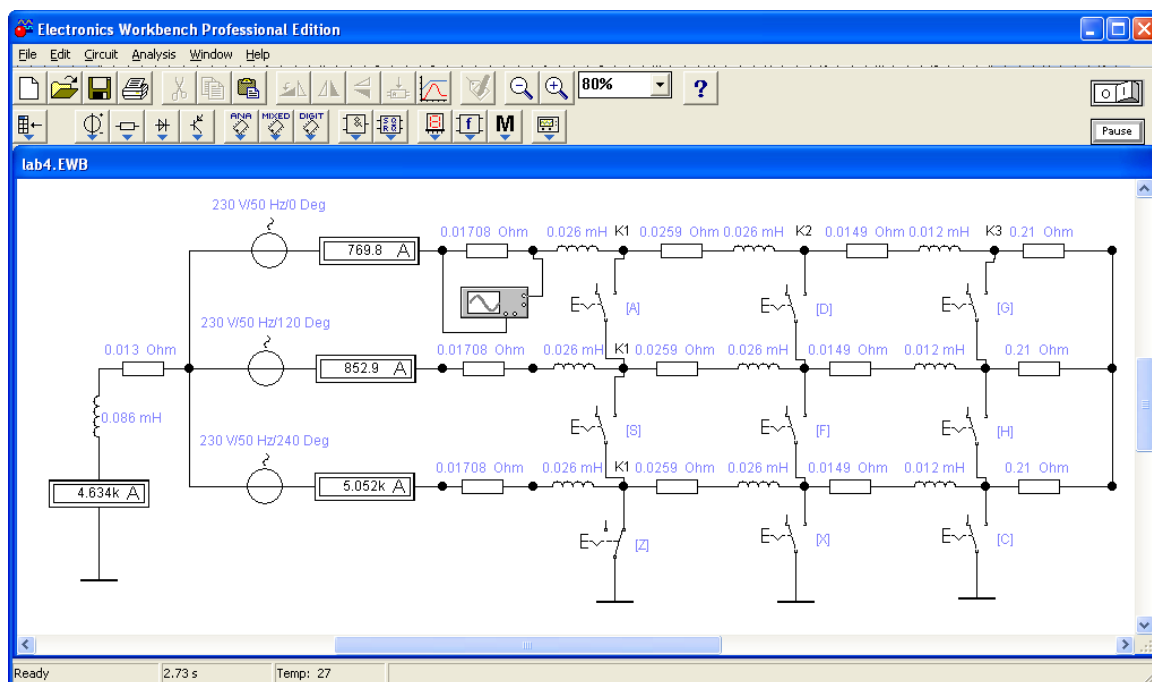 Electronics Workbench Professional Edition
File Edit Circuit Analysis Window Help
80%
?
ANA MIXED DIGIT & f M
Pause
lab4.EWB
230 V/50 Hz/0 Deg
769.8 A
0.01708 Ohm 0.026 mH K1 0.0259 Ohm 0.026 mH K2 0.0149 Ohm 0.012 mH K3 0.21 Ohm
E [A] E [D] E [G]
230 V/50 Hz/120 Deg
0.013 Ohm
852.9 A
0.01708 Ohm 0.026 mH K1 0.0259 Ohm 0.026 mH 0.0149 Ohm 0.012 mH 0.21 Ohm
0.086 mH
E [S] E [F] E [H]
230 V/50 Hz/240 Deg
4.634k A
5.052k A
0.01708 Ohm 0.026 mH K1 0.0259 Ohm 0.026 mH 0.0149 Ohm 0.012 mH 0.21 Ohm
E [Z] E [X] E [C]
Ready 2.73 s Temp: 27